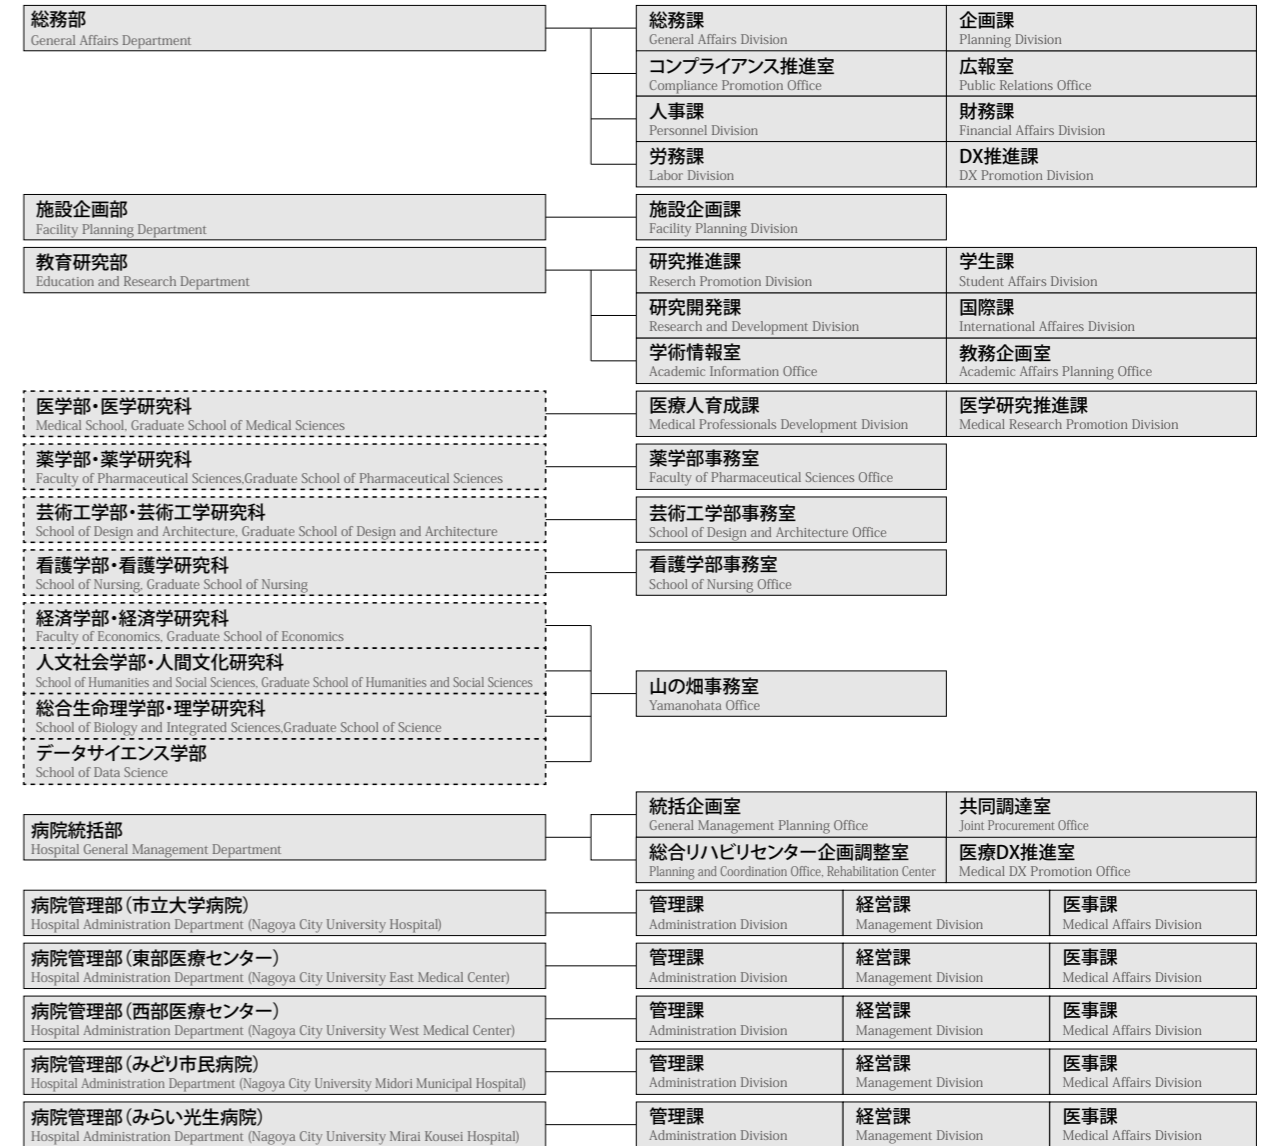 総務部
General Affairs Department
総務課
General Affairs Division
企画課
Planning Division
コンプライアンス推進室
Compliance Promotion Office
広報室
Public Relations Office
人事課
Personnel Division
財務課
Financial Affairs Division
労務課
Labor Division
DX推進課
DX Promotion Division
施設企画部
Facility Planning Department
施設企画課
Facility Planning Division
教育研究部
Education and Research Department
研究推進課
Reserch Promotion Division
学生課
Student Affairs Division
研究開発課
Research and Development Division
国際課
International Affaires Division
学術情報室
Academic Information Office
教務企画室
Academic Affairs Planning Office
医学部・医学研究科
Medical School, Graduate School of Medical Sciences
医療人育成課
Medical Professionals Development Division
医学研究推進課
Medical Research Promotion Division
薬学部・薬学研究科
Faculty of Pharmaceutical Sciences,Graduate School of Pharmaceutical Sciences
薬学部事務室
Faculty of Pharmaceutical Sciences Office
芸術工学部・芸術工学研究科
School of Design and Architecture, Graduate School of Design and Architecture
芸術工学部事務室
School of Design and Architecture Office
看護学部・看護学研究科
School of Nursing, Graduate School of Nursing
看護学部事務室
School of Nursing Office
経済学部・経済学研究科
Faculty of Economics, Graduate School of Economics
人文社会学部・人間文化研究科
School of Humanities and Social Sciences, Graduate School of Humanities and Social Sciences
総合生命理学部・理学研究科
School of Biology and Integrated Sciences,Graduate School of Science
データサイエンス学部
School of Data Science
山の畑事務室
Yamanohata Office
病院統括部
Hospital General Management Department
統括企画室
General Management Planning Office
共同調達室
Joint Procurement Office
総合リハビリセンター企画調整室
Planning and Coordination Office, Rehabilitation Center
医療DX推進室
Medical DX Promotion Office
病院管理部(市立大学病院)
Hospital Administration Department (Nagoya City University Hospital)
管理課
Administration Division
経営課
Management Division
医事課
Medical Affairs Division
病院管理部(東部医療センター)
Hospital Administration Department (Nagoya City University East Medical Center)
管理課
Administration Division
経営課
Management Division
医事課
Medical Affairs Division
病院管理部(西部医療センター)
Hospital Administration Department (Nagoya City University West Medical Center)
管理課
Administration Division
経営課
Management Division
医事課
Medical Affairs Division
病院管理部(みどり市民病院)
Hospital Administration Department (Nagoya City University Midori Municipal Hospital)
管理課
Administration Division
経営課
Management Division
医事課
Medical Affairs Division
病院管理部(みらい光生病院)
Hospital Administration Department (Nagoya City University Mirai Kousei Hospital)
管理課
Administration Division
経営課
Management Division
医事課
Medical Affairs Division